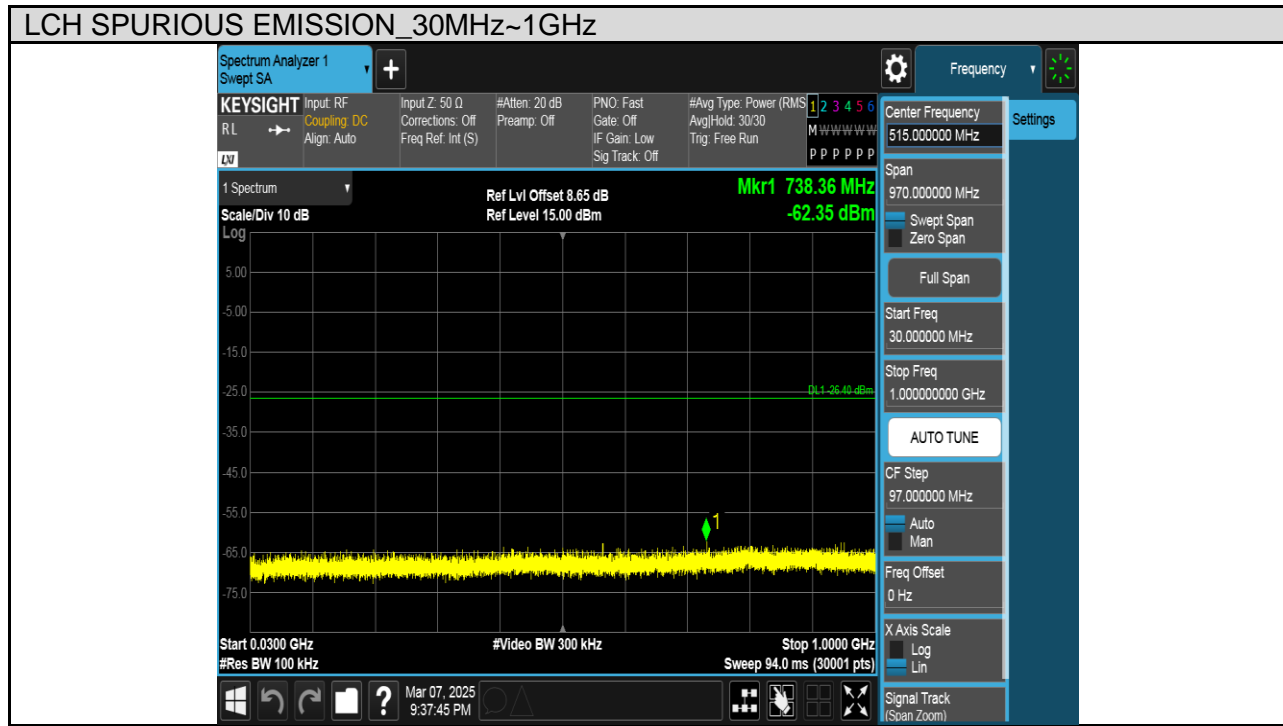 LCH SPURIOUS EMISSION_30MHz~1GHz
Spectrum Analyzer 1
Swept SA
+
Frequency
KEYSIGHT
RL
LXI
Input: RF
Coupling: DC
Align: Auto
Input Z: 50 Ω
Corrections: Off
Freq Ref: Int (S)
#Atten: 20 dB
Preamp: Off
PNO: Fast
Gate: Off
IF Gain: Low
Sig Track: Off
#Avg Type: Power (RMS
Avg|Hold: 30/30
Trig: Free Run
1 2 3 4 5 6
M W W W W W
P P P P P P
Center Frequency
515.000000 MHz
Settings
1 Spectrum
Ref Lvl Offset 8.65 dB
Mkr1 738.36 MHz
Scale/Div 10 dB
Ref Level 15.00 dBm
-62.35 dBm
Log
5.00
-5.00
-15.0
-25.0
DL1 -26.40 dBm
-35.0
-45.0
-55.0
1
-65.0
-75.0
Start 0.0300 GHz
#Video BW 300 kHz
Stop 1.0000 GHz
#Res BW 100 kHz
Sweep 94.0 ms (30001 pts)
Span
970.000000 MHz
Swept Span
Zero Span
Full Span
Start Freq
30.000000 MHz
Stop Freq
1.000000000 GHz
AUTO TUNE
CF Step
97.000000 MHz
Auto
Man
Freq Offset
0 Hz
X Axis Scale
Log
Lin
Signal Track
(Span Zoom)
?
Mar 07, 2025
9:37:45 PM